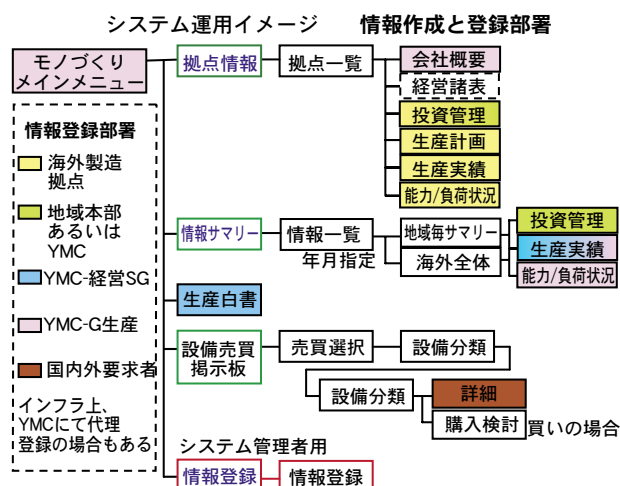 システム運用イメージ 情報作成と登録部署
モノづくり
メインメニュー
拠点情報
拠点一覧
会社概要
経営諸表
投資管理
生産計画
生産実績
能力/負荷状況
情報登録部署
海外製造
拠点
地域本部
あるいは
YMC
YMC-経営SG
YMC-G生産
国内外要求者
インフラ上、
YMCにて代理
登録の場合もある
情報サマリー
情報一覧
年月指定
地域毎サマリー
海外全体
投資管理
生産実績
能力/負荷状況
生産白書
設備売買
掲示板
売買選択
設備分類
設備分類
詳細
購入検討
買いの場合
システム管理者用
情報登録
情報登録